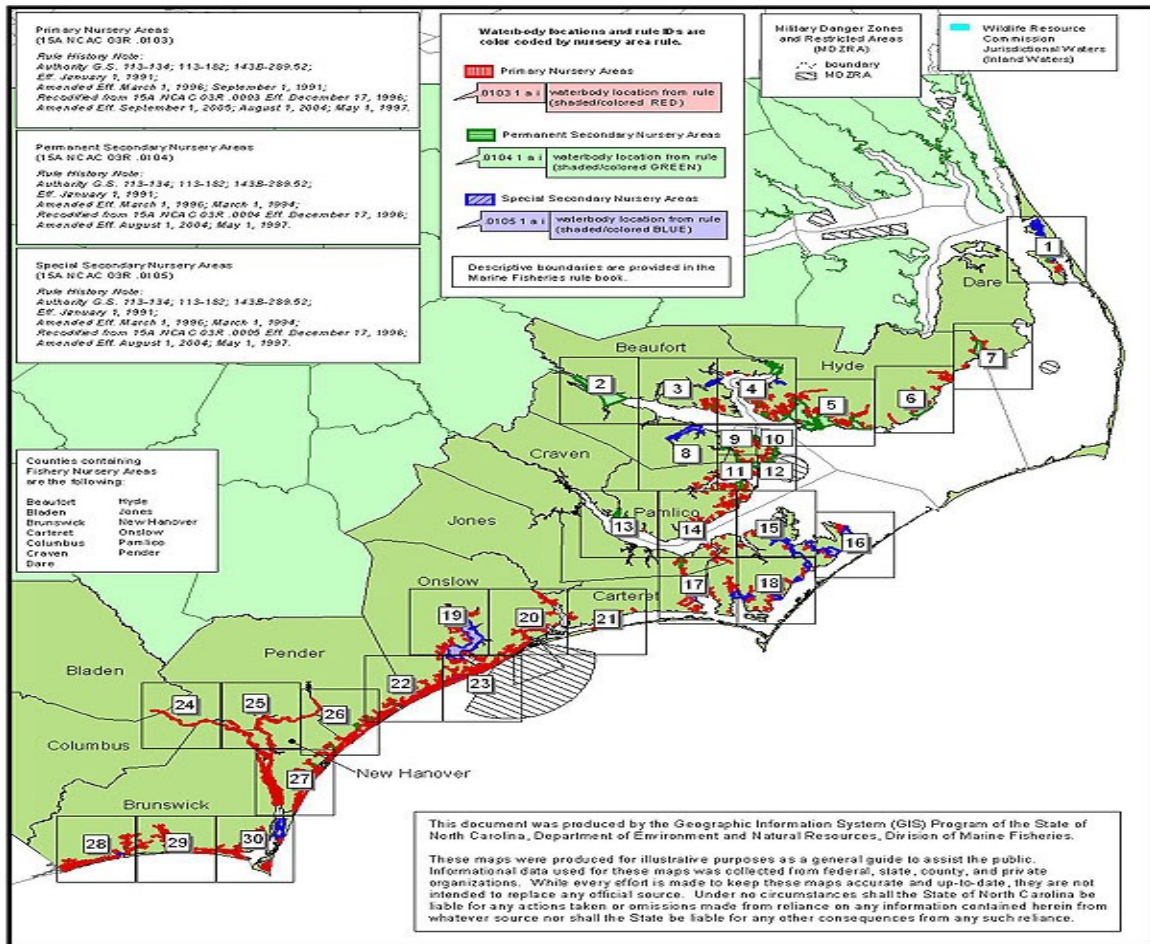 Primary Nursery Areas
(15A NCAC 03R .0103)
Rule History Note:
Authority G.S. 113-134; 113-182; 143B-289.52;
Eff. January 1, 1991;
Amended Eff. March 1, 1996; September 1, 1991;
Recodified from 15A NCAC 03R .0003 Eff. December 17, 1996;
Amended Eff. September 1, 2005; August 1, 2004; May 1, 1997.
Permanent Secondary Nursery Areas
(15A NCAC 03R .0104)
Rule History Note:
Authority G.S. 113-134; 113-182; 143B-289.52;
Eff. January 1, 1991;
Amended Eff. March 1, 1996; March 1, 1994;
Recodified from 15A NCAC 03R .0004 Eff. December 17, 1996;
Amended Eff. August 1, 2004; May 1, 1997.
Special Secondary Nursery Areas
(15A NCAC 03R .0105)
Rule History Note:
Authority G.S. 113-134; 113-182; 143B-289.52;
Eff. January 1, 1991;
Amended Eff. March 1, 1996; March 1, 1994;
Recodified from 15A NCAC 03R .0005 Eff. December 17, 1996;
Amended Eff. August 1, 2004; May 1, 1997.
Waterbody locations and rule IDs are
color coded by nursery area rule.
Primary Nursery Areas
.0103 1 a i waterbody location from rule
(shaded/colored RED)
Permanent Secondary Nursery Areas
.0104 1 a i waterbody location from rule
(shaded/colored GREEN)
Special Secondary Nursery Areas
.0105 1 a i waterbody location from rule
(shaded/colored BLUE)
Descriptive boundaries are provided in the
Marine Fisheries rule book.
Military Danger Zones
and Restricted Areas
(MDZRA)
boundary
MDZRA
Wildlife Resource
Commission
Jurisdictional Waters
(Inland Waters)
1
Dare
7
Beaufort
Hyde
2
3
4
5
6
8
9
10
11
12
Craven
Counties containing
Fishery Nursery Areas
are the following:
Beaufort Hyde
Bladen Jones
Brunswick New Hanover
Carteret Onslow
Columbus Pamlico
Craven Pender
Dare
Jones
Pamlico
13
14
15
16
Onslow
Carteret
17
18
19
20
21
Pender
Bladen
22
23
24
25
26
Columbus
New Hanover
27
Brunswick
28
29
30
This document was produced by the Geographic Information System (GIS) Program of the State of
North Carolina, Department of Environment and Natural Resources, Division of Marine Fisheries.
These maps were produced for illustrative purposes as a general guide to assist the public.
Informational data used for these maps was collected from federal, state, county, and private
organizations. While every effort is made to keep these maps accurate and up-to-date, they are not
intended to replace any official source. Under no circumstances shall the State of North Carolina be
liable for any actions taken or omissions made from reliance on any information contained herein from
whatever source nor shall the State be liable for any other consequences from any such reliance.